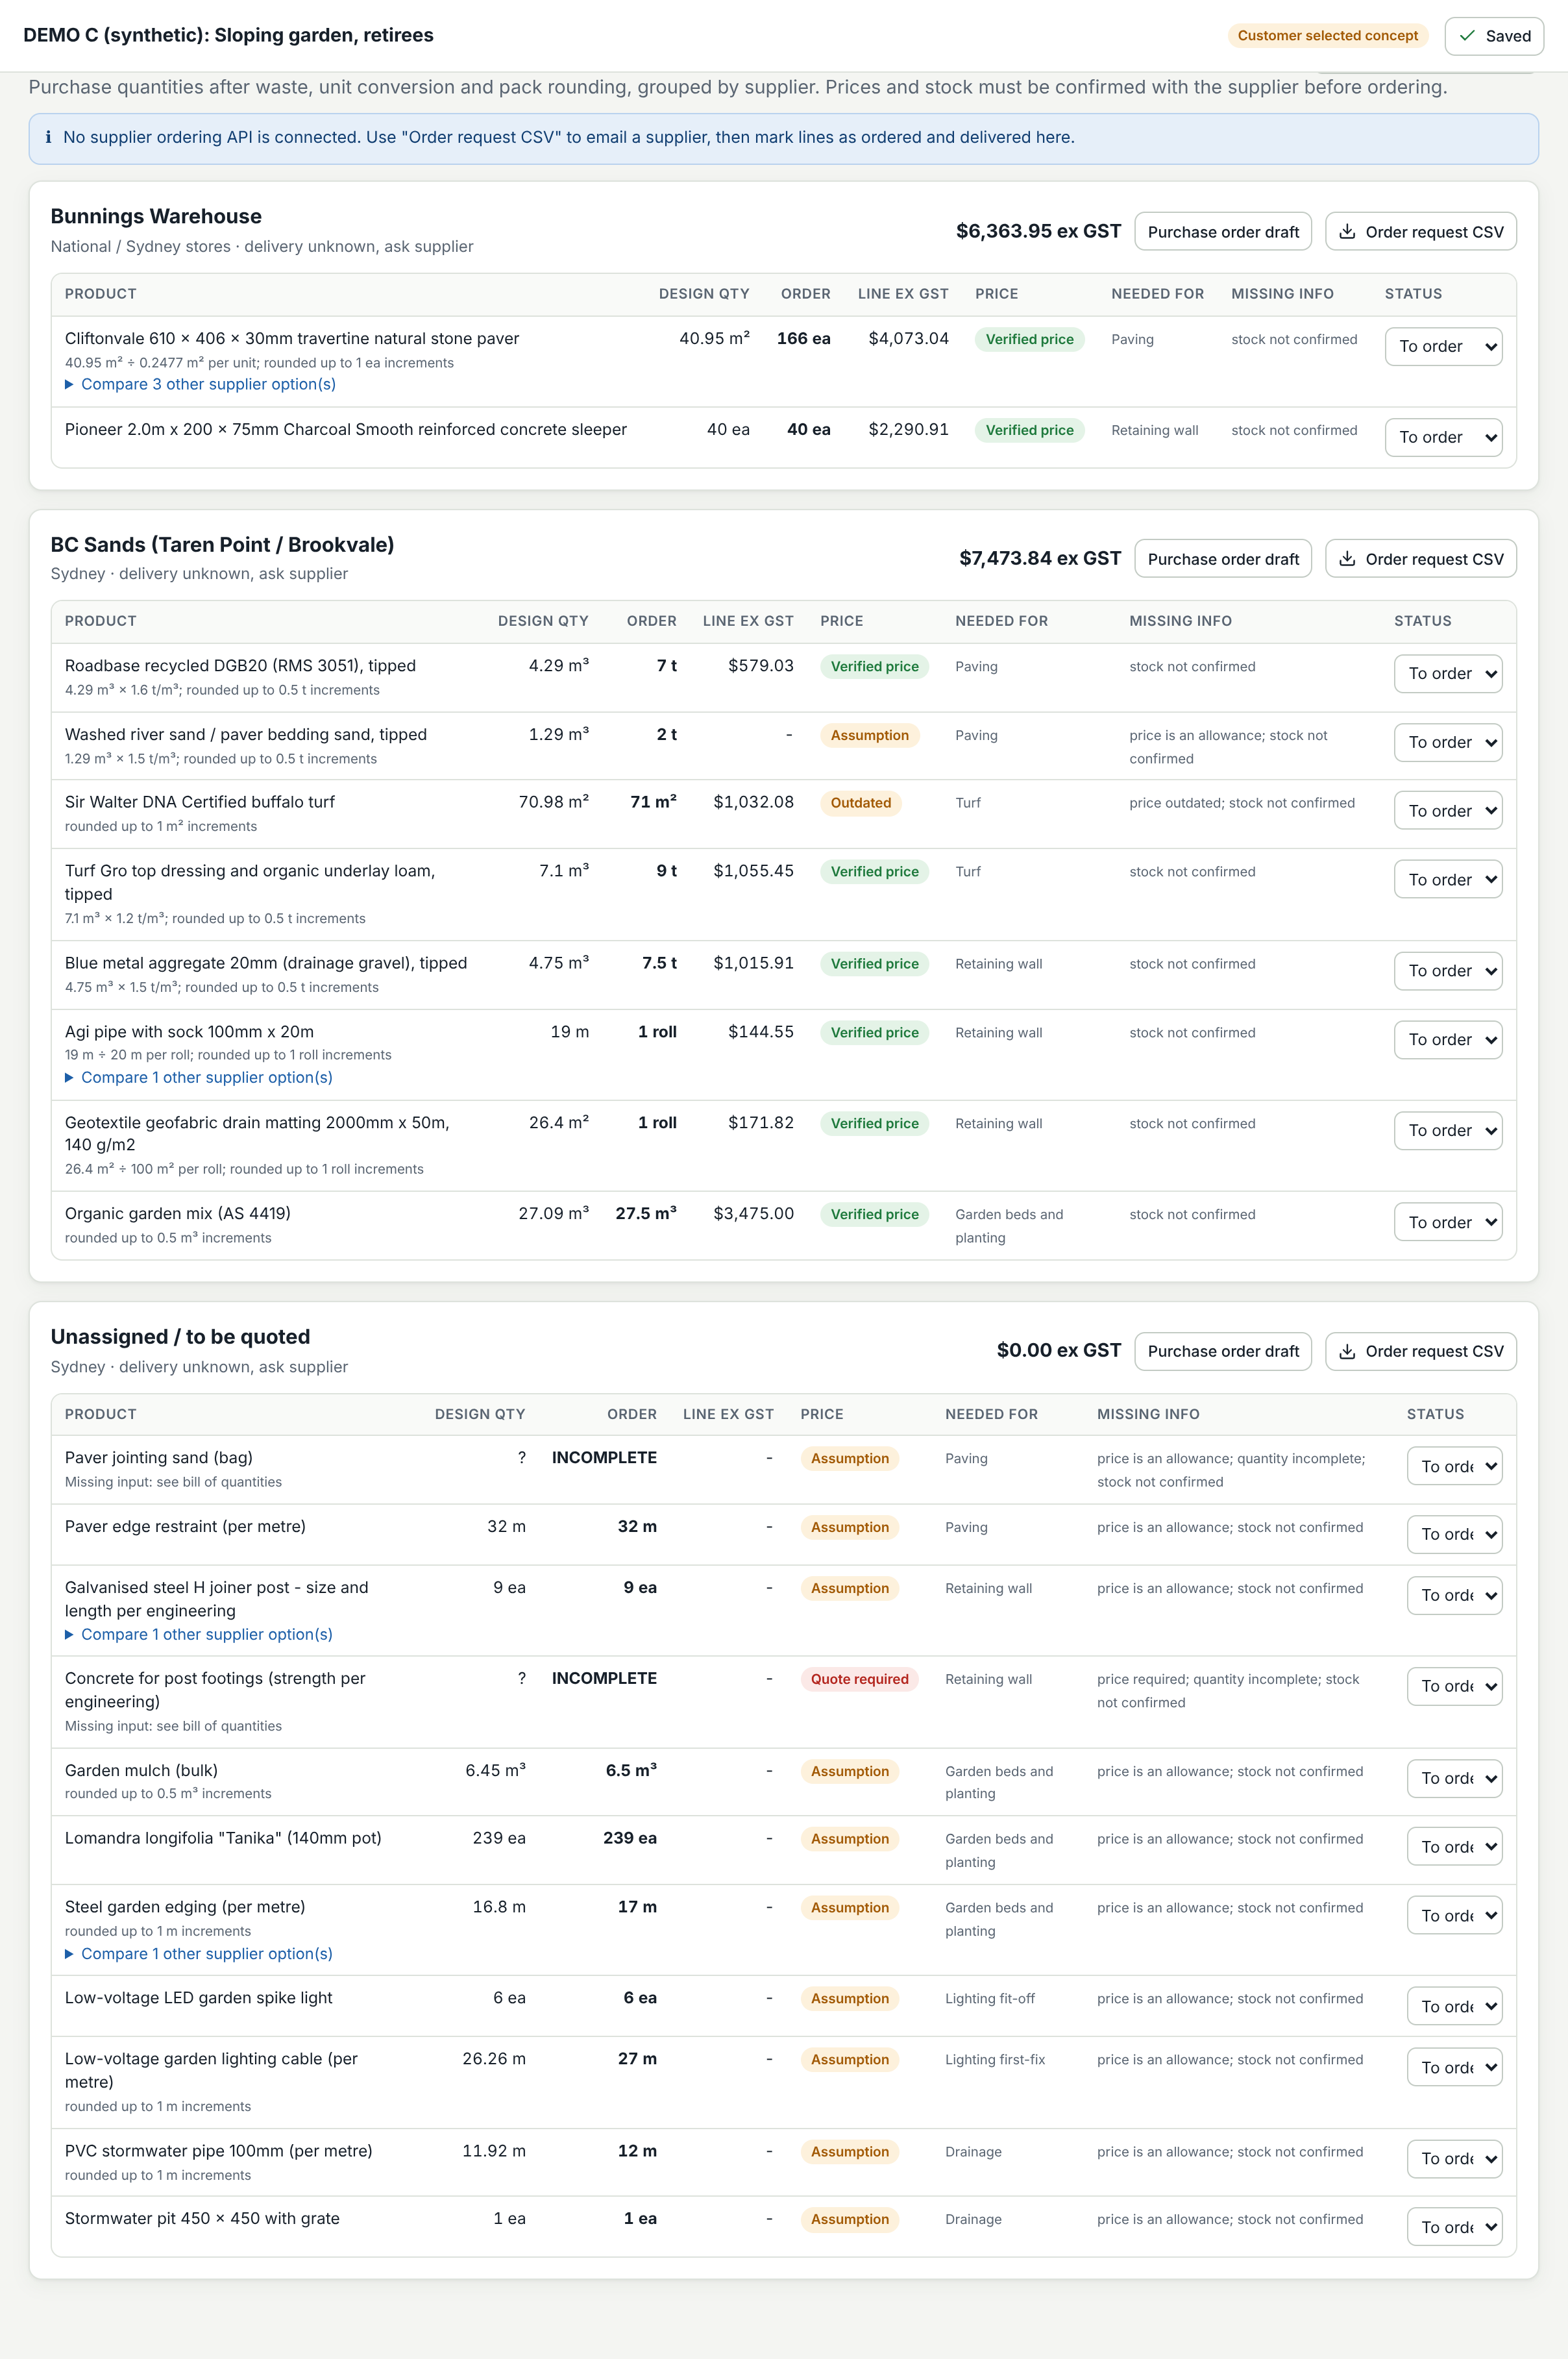 DEMO C (synthetic): Sloping garden, retirees
Customer selected concept
Saved
Purchase quantities after waste, unit conversion and pack rounding, grouped by supplier. Prices and stock must be confirmed with the supplier before ordering.
No supplier ordering API is connected. Use "Order request CSV" to email a supplier, then mark lines as ordered and delivered here.
Bunnings Warehouse
National / Sydney stores · delivery unknown, ask supplier
$6,363.95 ex GST
Purchase order draft
Order request CSV
PRODUCT DESIGN QTY ORDER LINE EX GST PRICE NEEDED FOR MISSING INFO STATUS
Cliftonvale 610 × 406 × 30mm travertine natural stone paver 40.95 m² 166 ea $4,073.04 Verified price Paving stock not confirmed To order
40.95 m² ÷ 0.2477 m² per unit; rounded up to 1 ea increments
Compare 3 other supplier option(s)
Pioneer 2.0m x 200 × 75mm Charcoal Smooth reinforced concrete sleeper 40 ea 40 ea $2,290.91 Verified price Retaining wall stock not confirmed To order
BC Sands (Taren Point / Brookvale)
Sydney · delivery unknown, ask supplier
$7,473.84 ex GST
Purchase order draft
Order request CSV
PRODUCT DESIGN QTY ORDER LINE EX GST PRICE NEEDED FOR MISSING INFO STATUS
Roadbase recycled DGB20 (RMS 3051), tipped 4.29 m³ 7 t $579.03 Verified price Paving stock not confirmed To order
4.29 m³ × 1.6 t/m³; rounded up to 0.5 t increments
Washed river sand / paver bedding sand, tipped 1.29 m³ 2 t - Assumption Paving price is an allowance; stock not To order
1.29 m³ × 1.5 t/m³; rounded up to 0.5 t increments confirmed
Sir Walter DNA Certified buffalo turf 70.98 m² 71 m² $1,032.08 Outdated Turf price outdated; stock not confirmed To order
rounded up to 1 m² increments
Turf Gro top dressing and organic underlay loam, 7.1 m³ 9 t $1,055.45 Verified price Turf stock not confirmed To order
tipped
7.1 m³ × 1.2 t/m³; rounded up to 0.5 t increments
Blue metal aggregate 20mm (drainage gravel), tipped 4.75 m³ 7.5 t $1,015.91 Verified price Retaining wall stock not confirmed To order
4.75 m³ × 1.5 t/m³; rounded up to 0.5 t increments
Agi pipe with sock 100mm x 20m 19 m 1 roll $144.55 Verified price Retaining wall stock not confirmed To order
19 m ÷ 20 m per roll; rounded up to 1 roll increments
Compare 1 other supplier option(s)
Geotextile geofabric drain matting 2000mm x 50m, 26.4 m² 1 roll $171.82 Verified price Retaining wall stock not confirmed To order
140 g/m2
26.4 m² ÷ 100 m² per roll; rounded up to 1 roll increments
Organic garden mix (AS 4419) 27.09 m³ 27.5 m³ $3,475.00 Verified price Garden beds and stock not confirmed To order
rounded up to 0.5 m³ increments planting
Unassigned / to be quoted
Sydney · delivery unknown, ask supplier
$0.00 ex GST
Purchase order draft
Order request CSV
PRODUCT DESIGN QTY ORDER LINE EX GST PRICE NEEDED FOR MISSING INFO STATUS
Paver jointing sand (bag) ? INCOMPLETE - Assumption Paving price is an allowance; quantity incomplete; To orde
Missing input: see bill of quantities stock not confirmed
Paver edge restraint (per metre) 32 m 32 m - Assumption Paving price is an allowance; stock not confirmed To orde
Galvanised steel H joiner post - size and 9 ea 9 ea - Assumption Retaining wall price is an allowance; stock not confirmed To orde
length per engineering
Compare 1 other supplier option(s)
Concrete for post footings (strength per ? INCOMPLETE - Quote required Retaining wall price required; quantity incomplete; stock To orde
engineering) not confirmed
Missing input: see bill of quantities
Garden mulch (bulk) 6.45 m³ 6.5 m³ - Assumption Garden beds and price is an allowance; stock not confirmed To orde
rounded up to 0.5 m³ increments planting
Lomandra longifolia "Tanika" (140mm pot) 239 ea 239 ea - Assumption Garden beds and price is an allowance; stock not confirmed To orde
planting
Steel garden edging (per metre) 16.8 m 17 m - Assumption Garden beds and price is an allowance; stock not confirmed To orde
rounded up to 1 m increments planting
Compare 1 other supplier option(s)
Low-voltage LED garden spike light 6 ea 6 ea - Assumption Lighting fit-off price is an allowance; stock not confirmed To orde
Low-voltage garden lighting cable (per 26.26 m 27 m - Assumption Lighting first-fix price is an allowance; stock not confirmed To orde
metre)
rounded up to 1 m increments
PVC stormwater pipe 100mm (per metre) 11.92 m 12 m - Assumption Drainage price is an allowance; stock not confirmed To orde
rounded up to 1 m increments
Stormwater pit 450 × 450 with grate 1 ea 1 ea - Assumption Drainage price is an allowance; stock not confirmed To orde